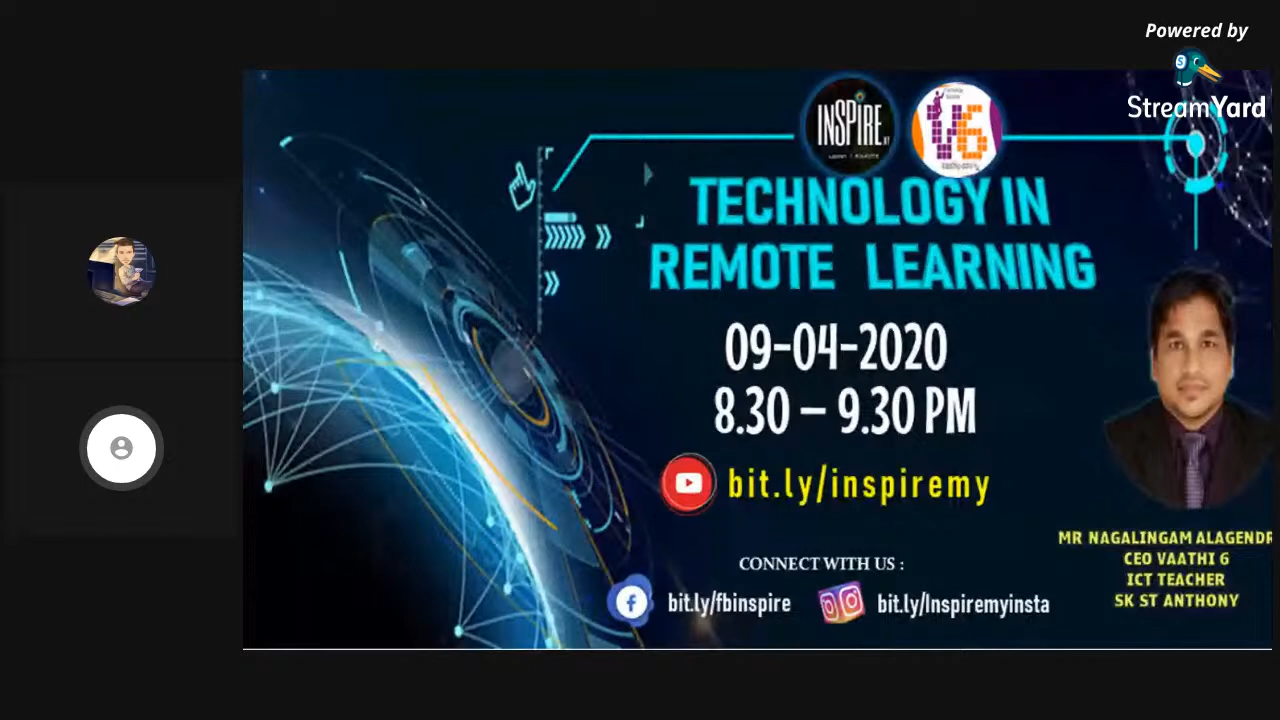 Powered by
StreamYard
INSPIRE
V6
TECHNOLOGY IN
REMOTE LEARNING
09-04-2020
8.30 – 9.30 PM
bit.ly/inspiremy
CONNECT WITH US :
bit.ly/fbinspire
bit.ly/Inspiremyinsta
MR NAGALINGAM ALAGENDR
CEO VAATHI 6
ICT TEACHER
SK ST ANTHONY